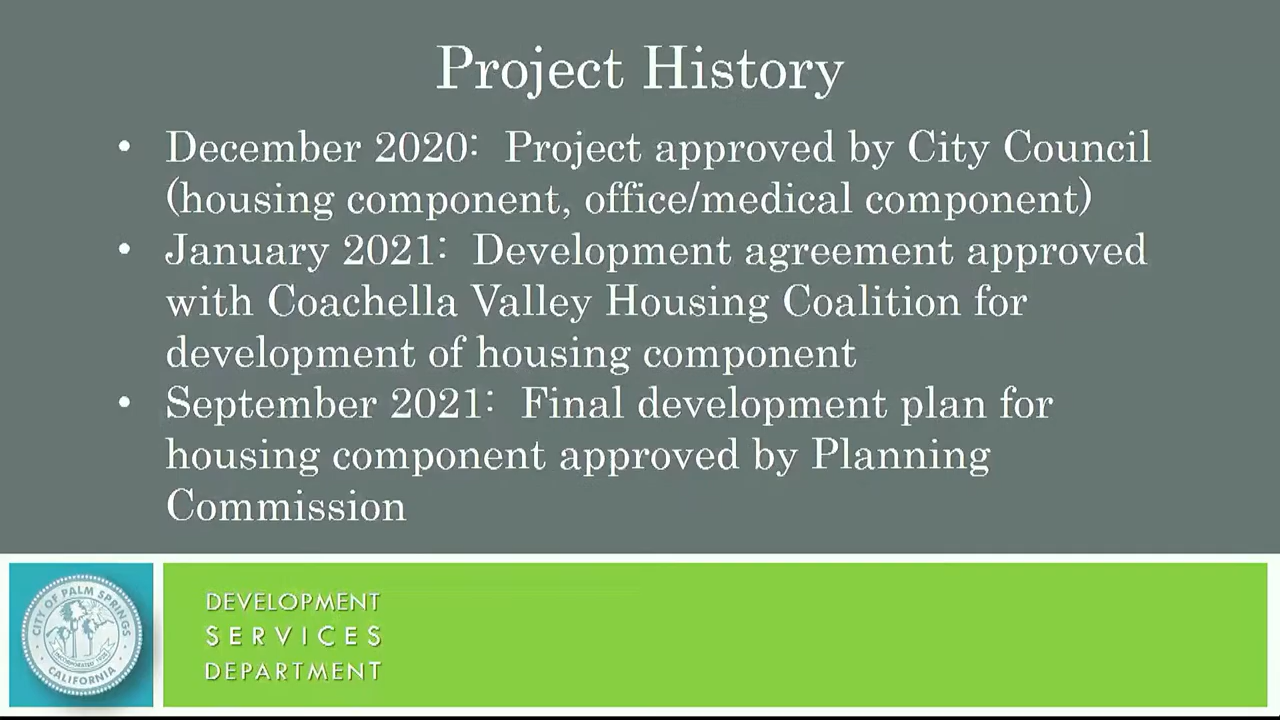 Project History
• December 2020: Project approved by City Council
(housing component, office/medical component)
• January 2021: Development agreement approved
with Coachella Valley Housing Coalition for
development of housing component
• September 2021: Final development plan for
housing component approved by Planning
Commission
CITY OF PALM SPRINGS
CALIFORNIA
DEVELOPMENT
SERVICES
DEPARTMENT